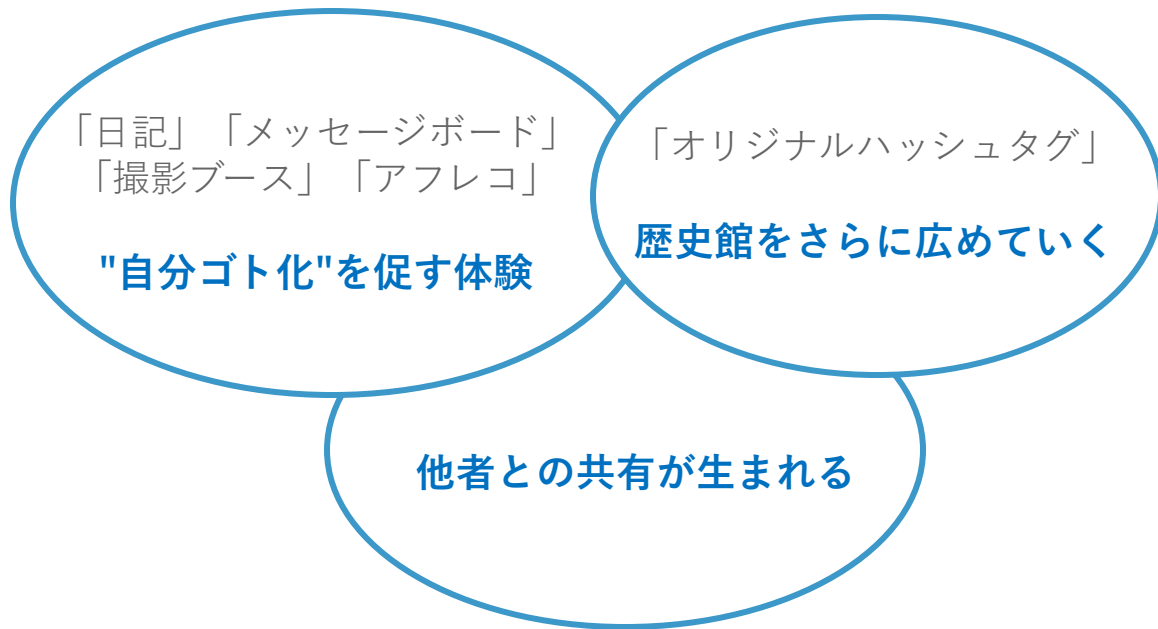 「日記」「メッセージボード」
「撮影ブース」「アフレコ」
"自分ゴト化"を促す体験
「オリジナルハッシュタグ」
歴史館をさらに広めていく
他者との共有が生まれる